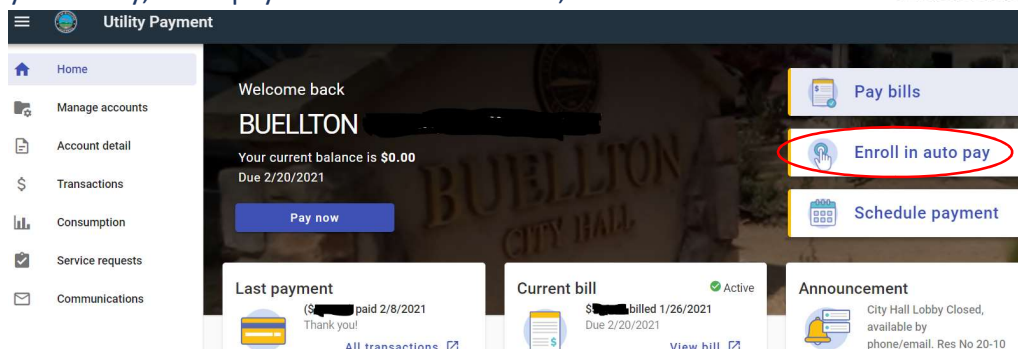 Utility Payment
Home
Manage accounts
Account detail
Transactions
Consumption
Service requests
Communications
Welcome back
BUELLTON
Your current balance is $0.00
Due 2/20/2021
Pay now
BUELLTON
CITY HALL
Pay bills
Enroll in auto pay
Schedule payment
Last payment
($ paid 2/8/2021
Thank you!
All transactions
Current bill
Active
$ billed 1/26/2021
Due 2/20/2021
View bill
Announcement
City Hall Lobby Closed,
available by
phone/email. Res No 20-10